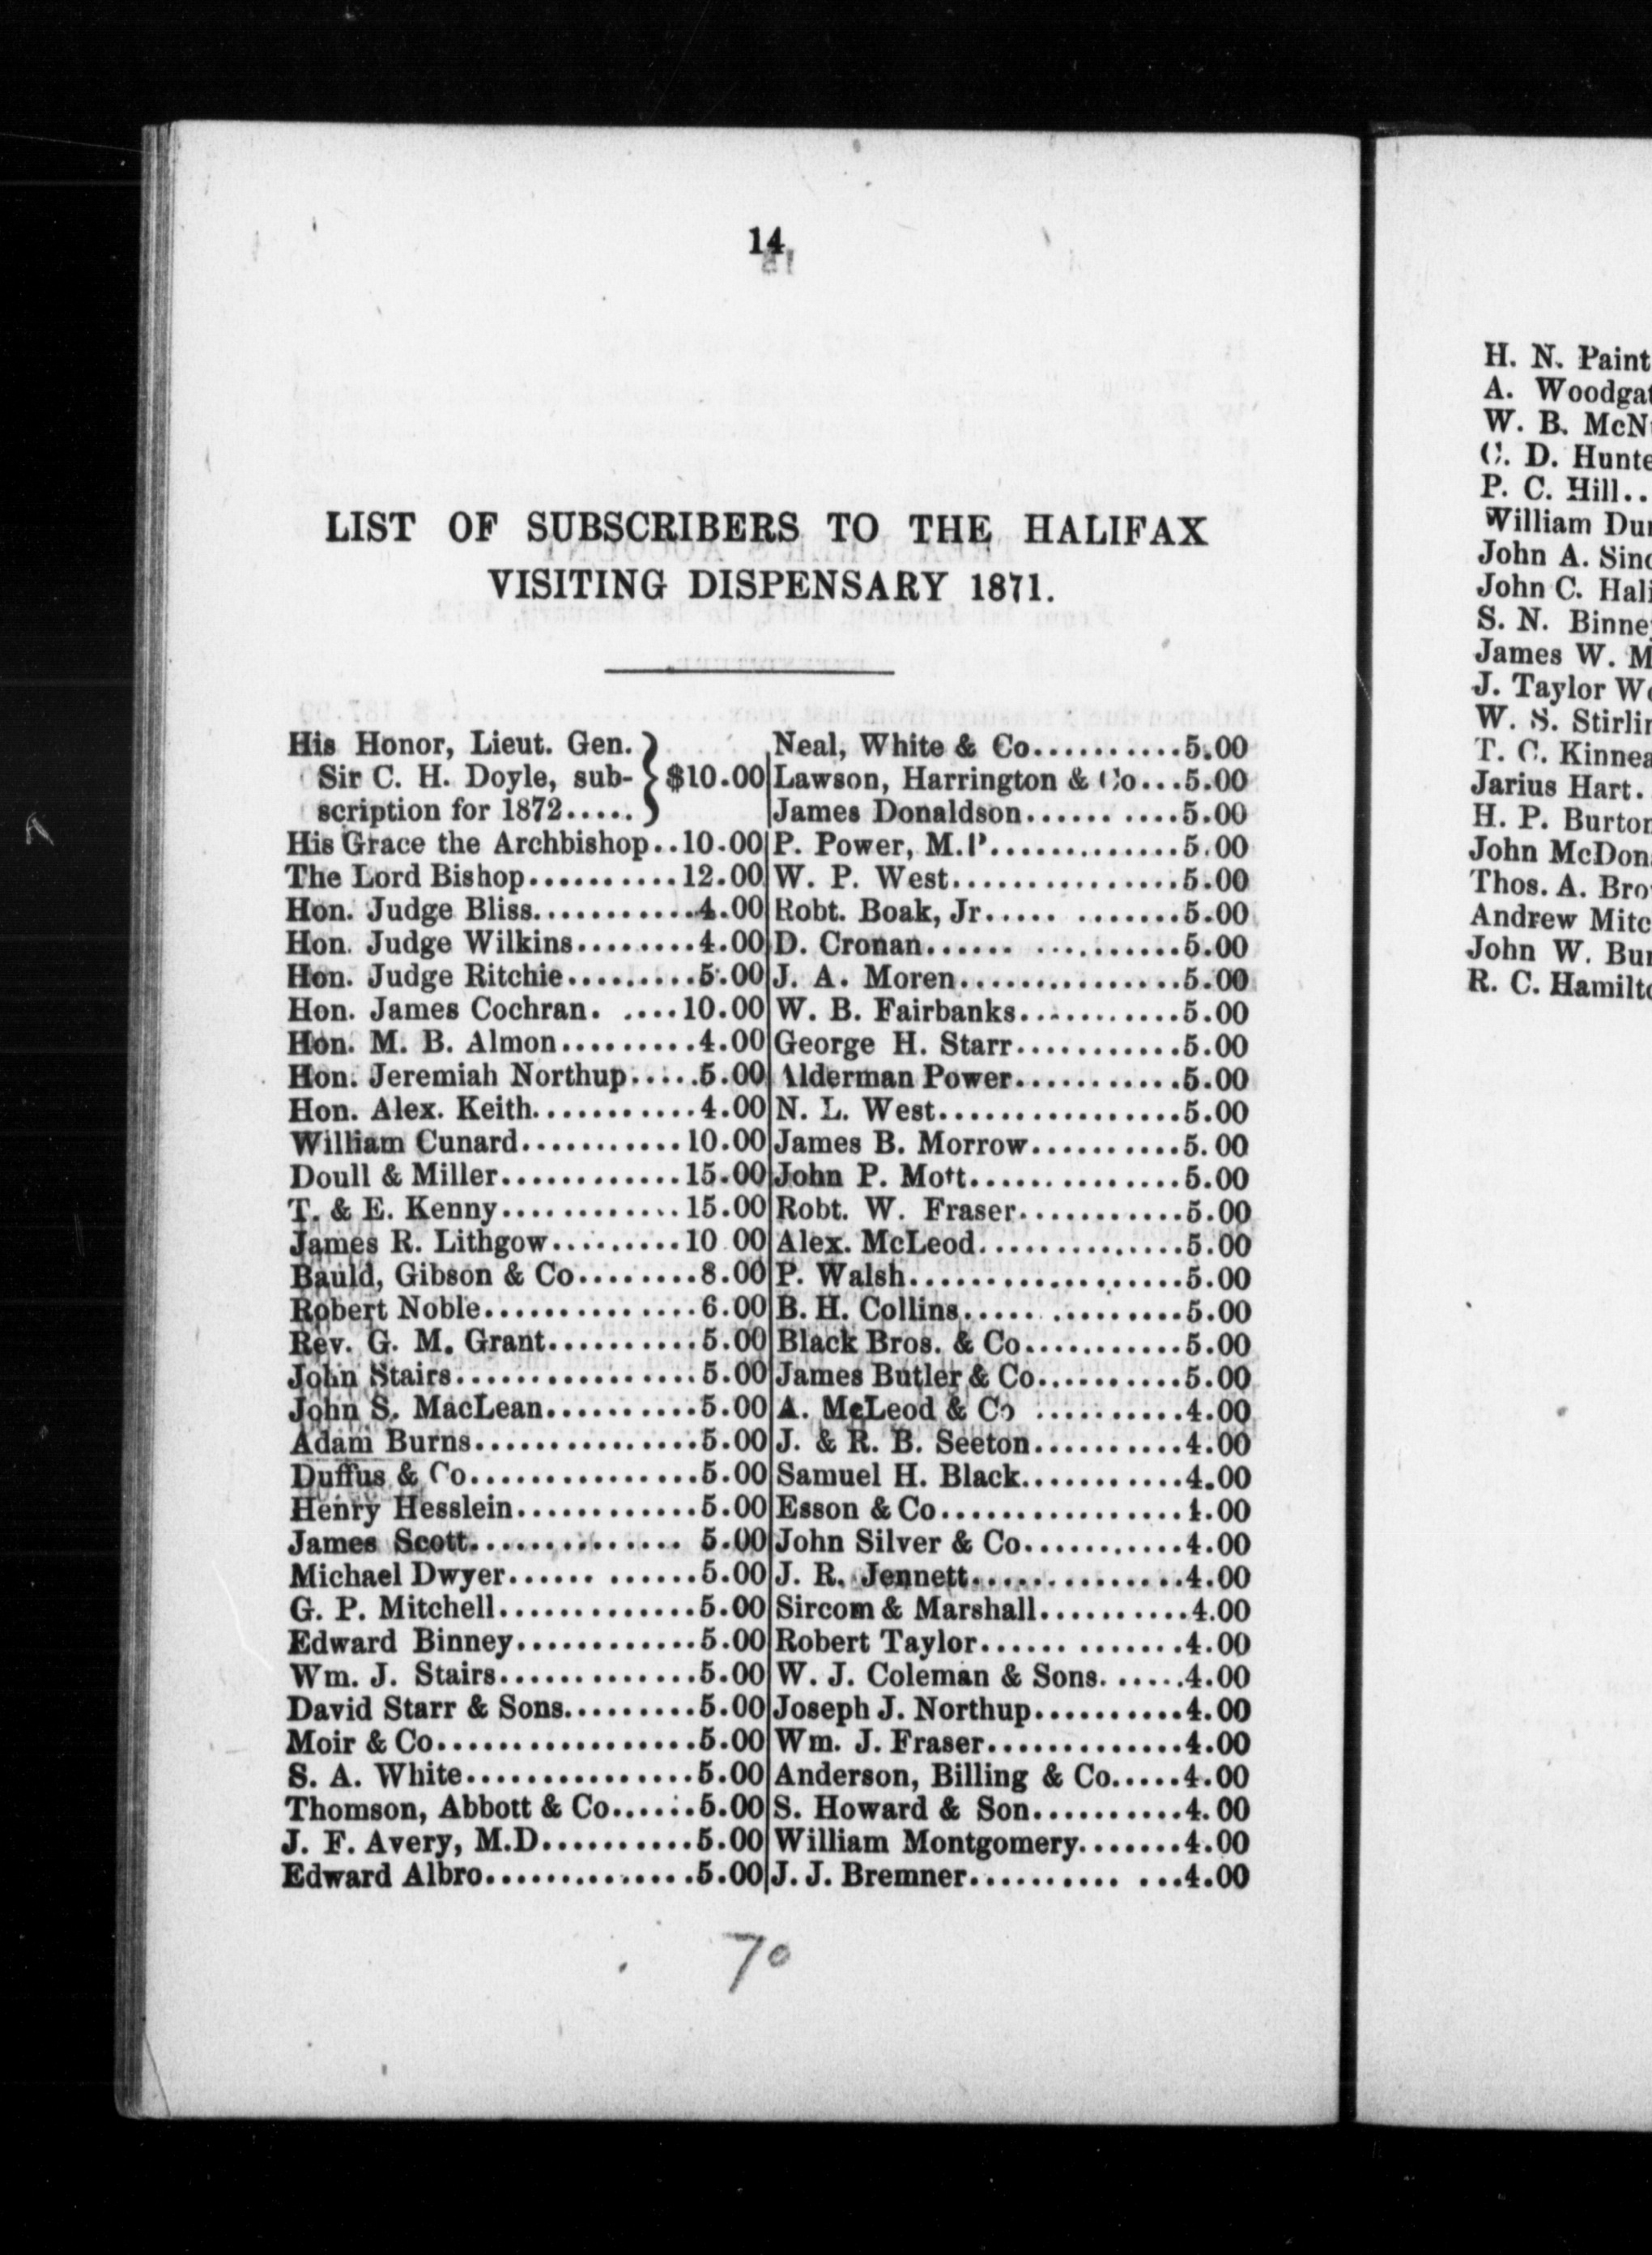 14
LIST OF SUBSCRIBERS TO THE HALIFAX
VISITING DISPENSARY 1871.
His Honor, Lieut. Gen.
Sir C. H. Doyle, sub- $10.00
scription for 1872.....
His Grace the Archbishop..10.00
The Lord Bishop..........12.00
Hon. Judge Bliss...........4.00
Hon. Judge Wilkins........4.00
Hon. Judge Ritchie.........5.00
Hon. James Cochran. ....10.00
Hon. M. B. Almon.........4.00
Hon. Jeremiah Northup.....5.00
Hon. Alex. Keith...........4.00
William Cunard...........10.00
Doull & Miller............15.00
T. & E. Kenny............15.00
James R. Lithgow.........10 00
Bauld, Gibson & Co........8.00
Robert Noble..............6.00
Rev. G. M. Grant..........5.00
John Stairs................5.00
John S. MacLean..........5.00
Adam Burns...............5.00
Duffus & Co...............5.00
Henry Hesslein............5.00
James Scott.............. 5.00
Michael Dwyer...... ......5.00
G. P. Mitchell.............5.00
Edward Binney............5.00
Wm. J. Stairs.............5.00
David Starr & Sons.........5.00
Moir & Co.................5.00
S. A. White...............5.00
Thomson, Abbott & Co......5.00
J. F. Avery, M.D..........5.00
Edward Albro..............5.00
Neal, White & Co..........5.00
Lawson, Harrington & Co...5.00
James Donaldson...... ....5.00
P. Power, M.P.............5.00
W. P. West...............5.00
Robt. Boak, Jr..... .......5.00
D. Cronan...... ..........5.00
J. A. Moren...............5.00
W. B. Fairbanks...........5.00
George H. Starr...........5.00
Alderman Power...........5.00
N. L. West................5.00
James B. Morrow..........5.00
John P. Mott..............5.00
Robt. W. Fraser...........5.00
Alex. McLeod..............5.00
P. Walsh..................5.00
B. H. Collins...... .........5.00
Black Bros. & Co...........5.00
James Butler & Co..........5.00
A. McLeod & Co ..........4.00
J. & R. B. Seeton..........4.00
Samuel H. Black...........4.00
Esson & Co................4.00
John Silver & Co...........4.00
J. R. Jennett..............4.00
Sircom & Marshall..........4.00
Robert Taylor...... .......4.00
W. J. Coleman & Sons. .....4.00
Joseph J. Northup..........4.00
Wm. J. Fraser.............4.00
Anderson, Billing & Co.....4.00
S. Howard & Son..........4.00
William Montgomery.......4.00
J. J. Bremner.......... ...4.00
70
H. N. Paint
A. Woodgat
W. B. McN
C. D. Hunte
P. C. Hill..
William Du
John A. Sinc
John C. Hali
S. N. Binne
James W. M
J. Taylor W
W. S. Stirlin
T. C. Kinnea
Jarius Hart.
H. P. Burton
John McDon
Thos. A. Bro
Andrew Mitc
John W. Bu
R. C. Hamilto